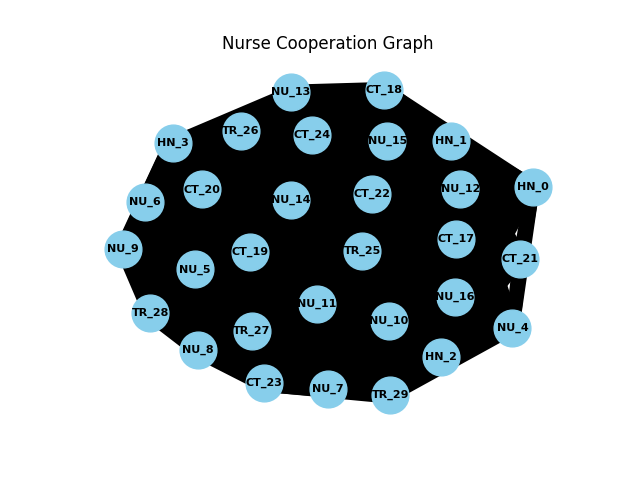 Nurse Cooperation Graph
NU_13
CT_18
TR_26
CT_24
HN_3
NU_15
HN_1
CT_20
NU_14
CT_22
NU_12
HN_0
NU_6
NU_9
CT_19
TR_25
CT_17
CT_21
NU_5
TR_28
NU_11
NU_10
NU_16
NU_4
NU_8
TR_27
HN_2
CT_23
NU_7
TR_29